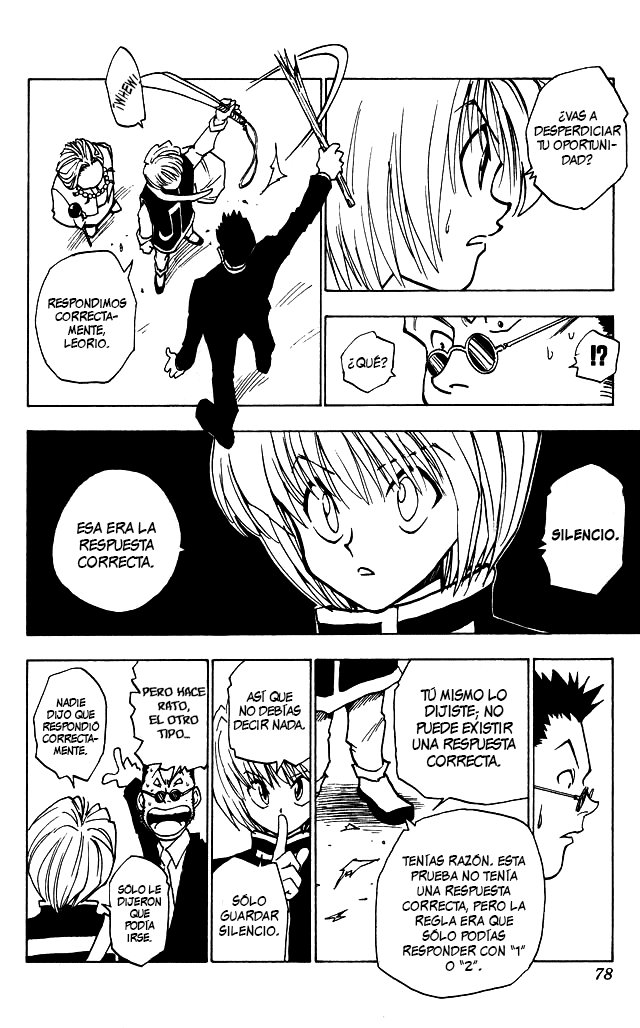 ¿VAS A
DESPERDICIAR
TU OPORTUNI-
DAD?
¡WHEN!
RESPONDIMOS
CORRECTA-
MENTE,
LEORIO.
!?
¿QUÉ?
SILENCIO.
ESA ERA LA
RESPUESTA
CORRECTA.
TÚ MISMO LO
DIJISTE; NO
PUEDE EXISTIR
UNA RESPUESTA
CORRECTA.
TENÍAS RAZÓN. ESTA
PRUEBA NO TENÍA
UNA RESPUESTA
CORRECTA, PERO LA
REGLA ERA QUE
SÓLO PODÍAS
RESPONDER CON "1"
O "2".
ASÍ QUE
NO DEBÍAS
DECIR NADA.
SÓLO
GUARDAR
SILENCIO.
PERO HACE
RATO,
EL OTRO
TIPO...
NADIE
DIJO QUE
RESPONDIÓ
CORRECTA-
MENTE.
SÓLO LE
DIJERON
QUE
PODÍA
IRSE.
78